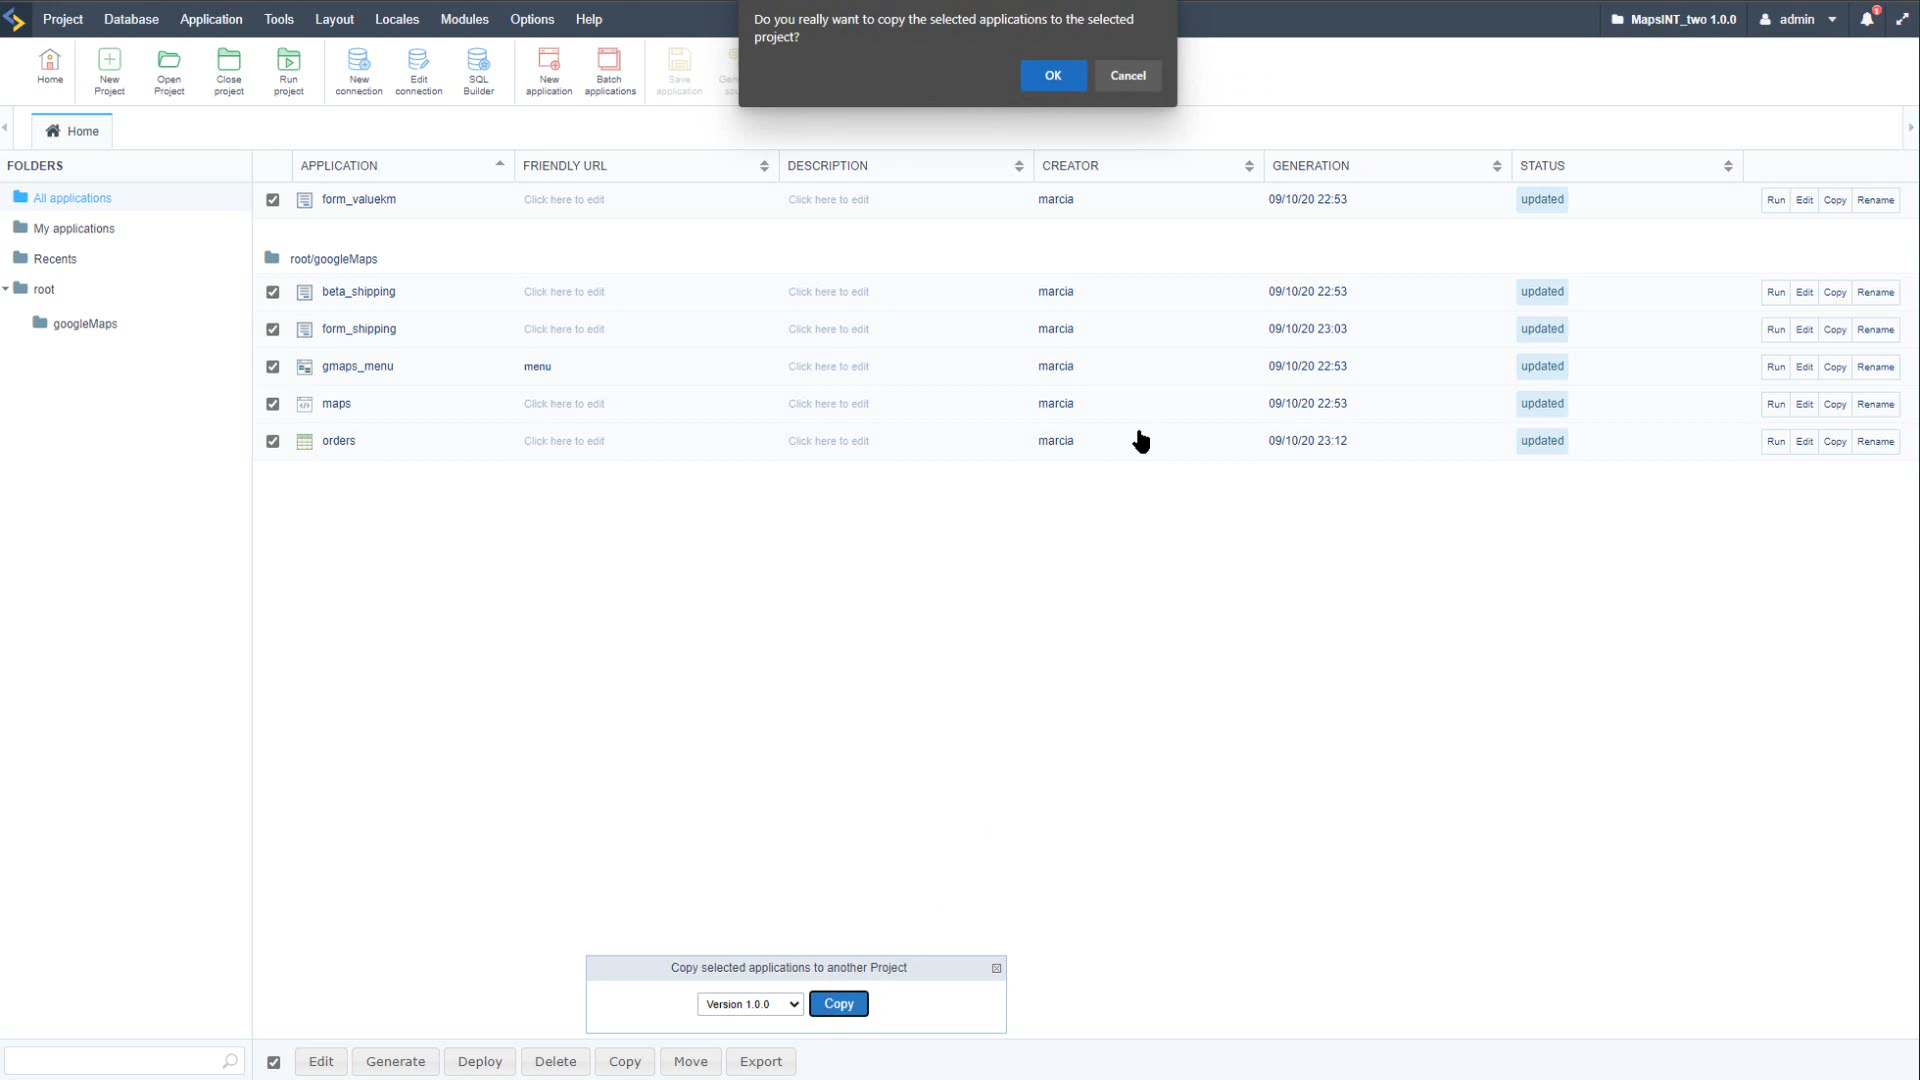 Project Database Application Tools Layout Locales Modules Options Help
Do you really want to copy the selected applications to the selected
project?
OK Cancel
MapsINT_two 1.0.0 admin 1
Home
New
Project
Open
Project
Close
project
Run
project
New
connection
Edit
connection
SQL
Builder
New
application
Batch
applications
Save
application
Home
FOLDERS
All applications
My applications
Recents
root
googleMaps
APPLICATION FRIENDLY URL DESCRIPTION CREATOR GENERATION STATUS
form_valuekm Click here to edit Click here to edit marcia 09/10/20 22:53 updated Run Edit Copy Rename
root/googleMaps
beta_shipping Click here to edit Click here to edit marcia 09/10/20 22:53 updated Run Edit Copy Rename
form_shipping Click here to edit Click here to edit marcia 09/10/20 23:03 updated Run Edit Copy Rename
gmaps_menu menu Click here to edit marcia 09/10/20 22:53 updated Run Edit Copy Rename
maps Click here to edit Click here to edit marcia 09/10/20 22:53 updated Run Edit Copy Rename
orders Click here to edit Click here to edit marcia 09/10/20 23:12 updated Run Edit Copy Rename
Copy selected applications to another Project
Version 1.0.0 Copy
Edit Generate Deploy Delete Copy Move Export